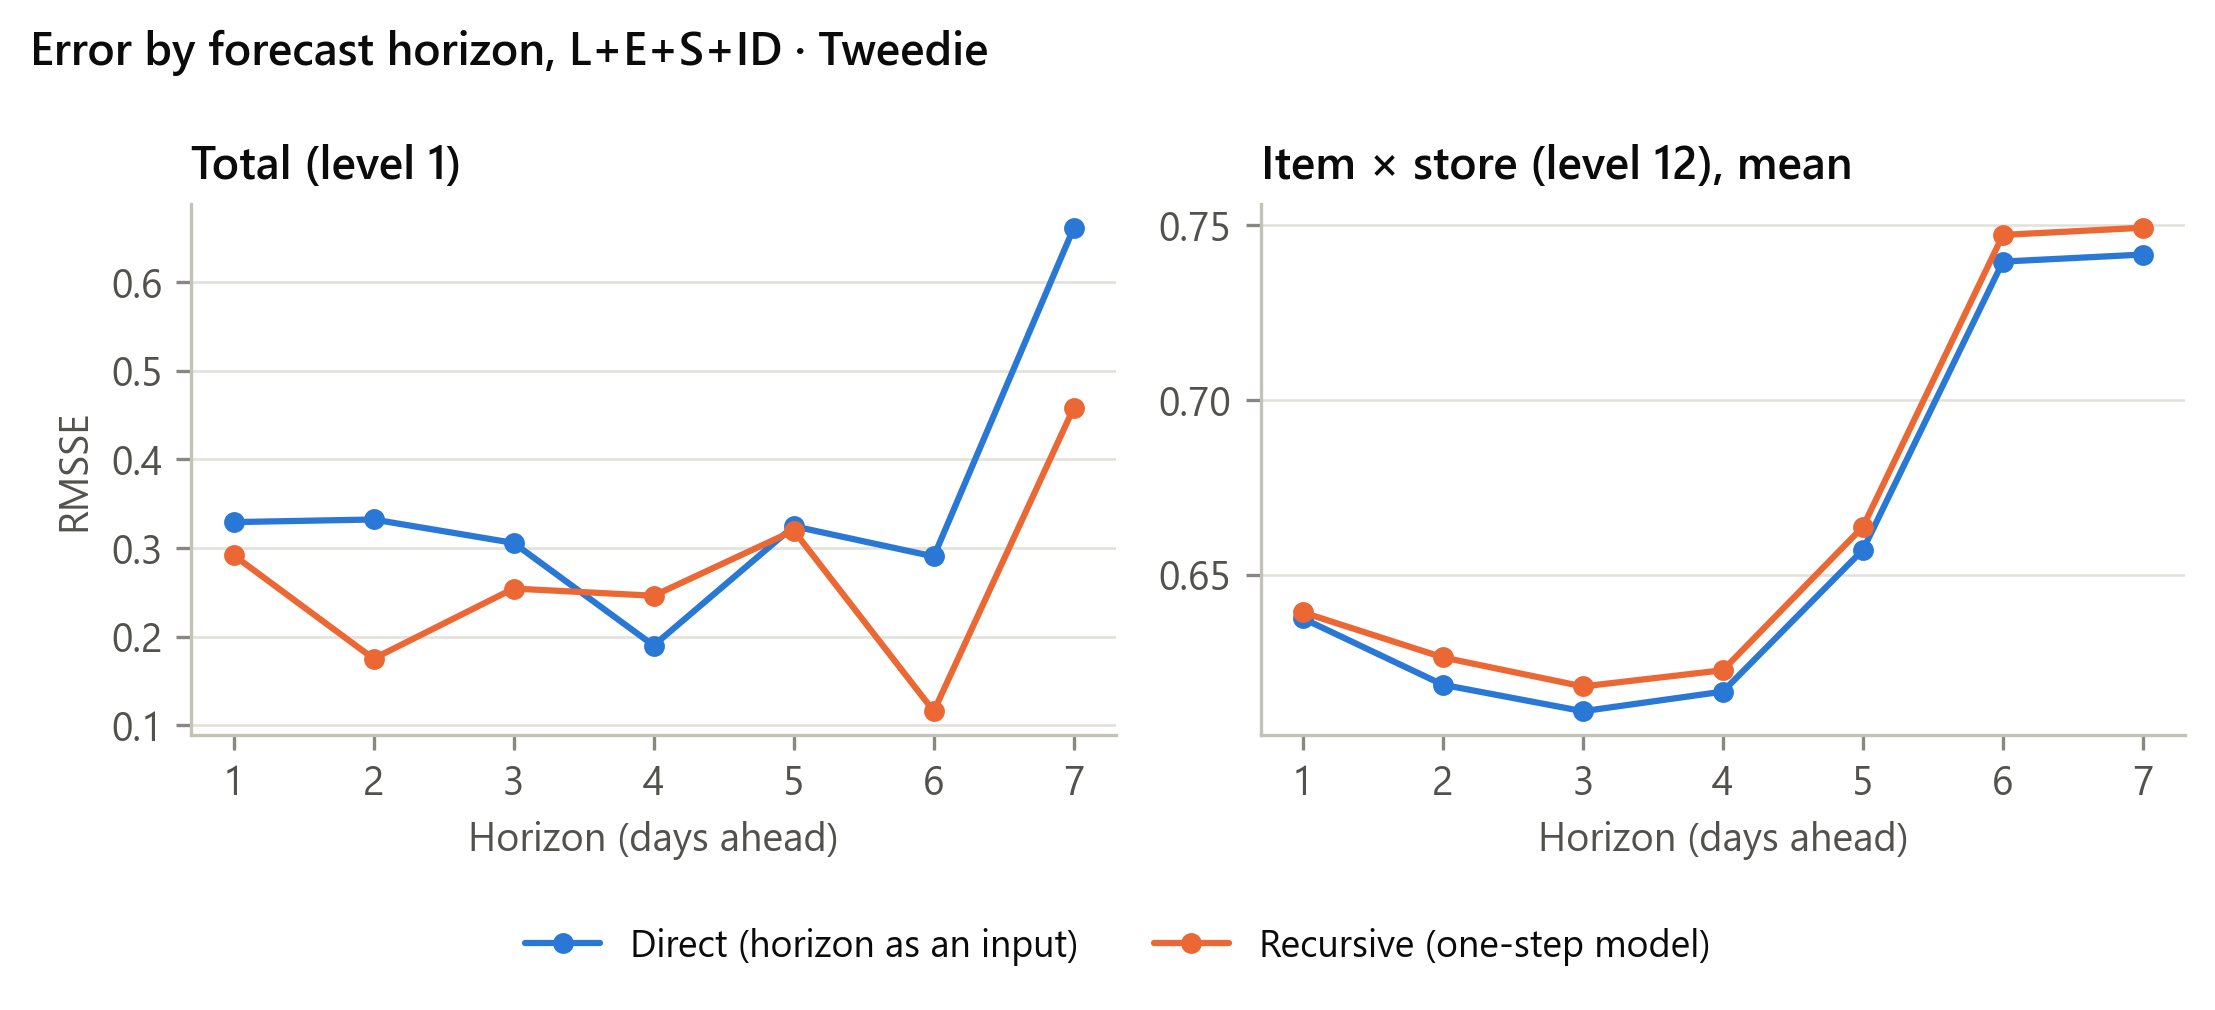 Error by forecast horizon, L+E+S+ID · Tweedie
Total (level 1)
RMSSE
0.6
0.5
0.4
0.3
0.2
0.1
1 2 3 4 5 6 7
Horizon (days ahead)
Item × store (level 12), mean
0.75
0.70
0.65
1 2 3 4 5 6 7
Horizon (days ahead)
Direct (horizon as an input)
Recursive (one-step model)